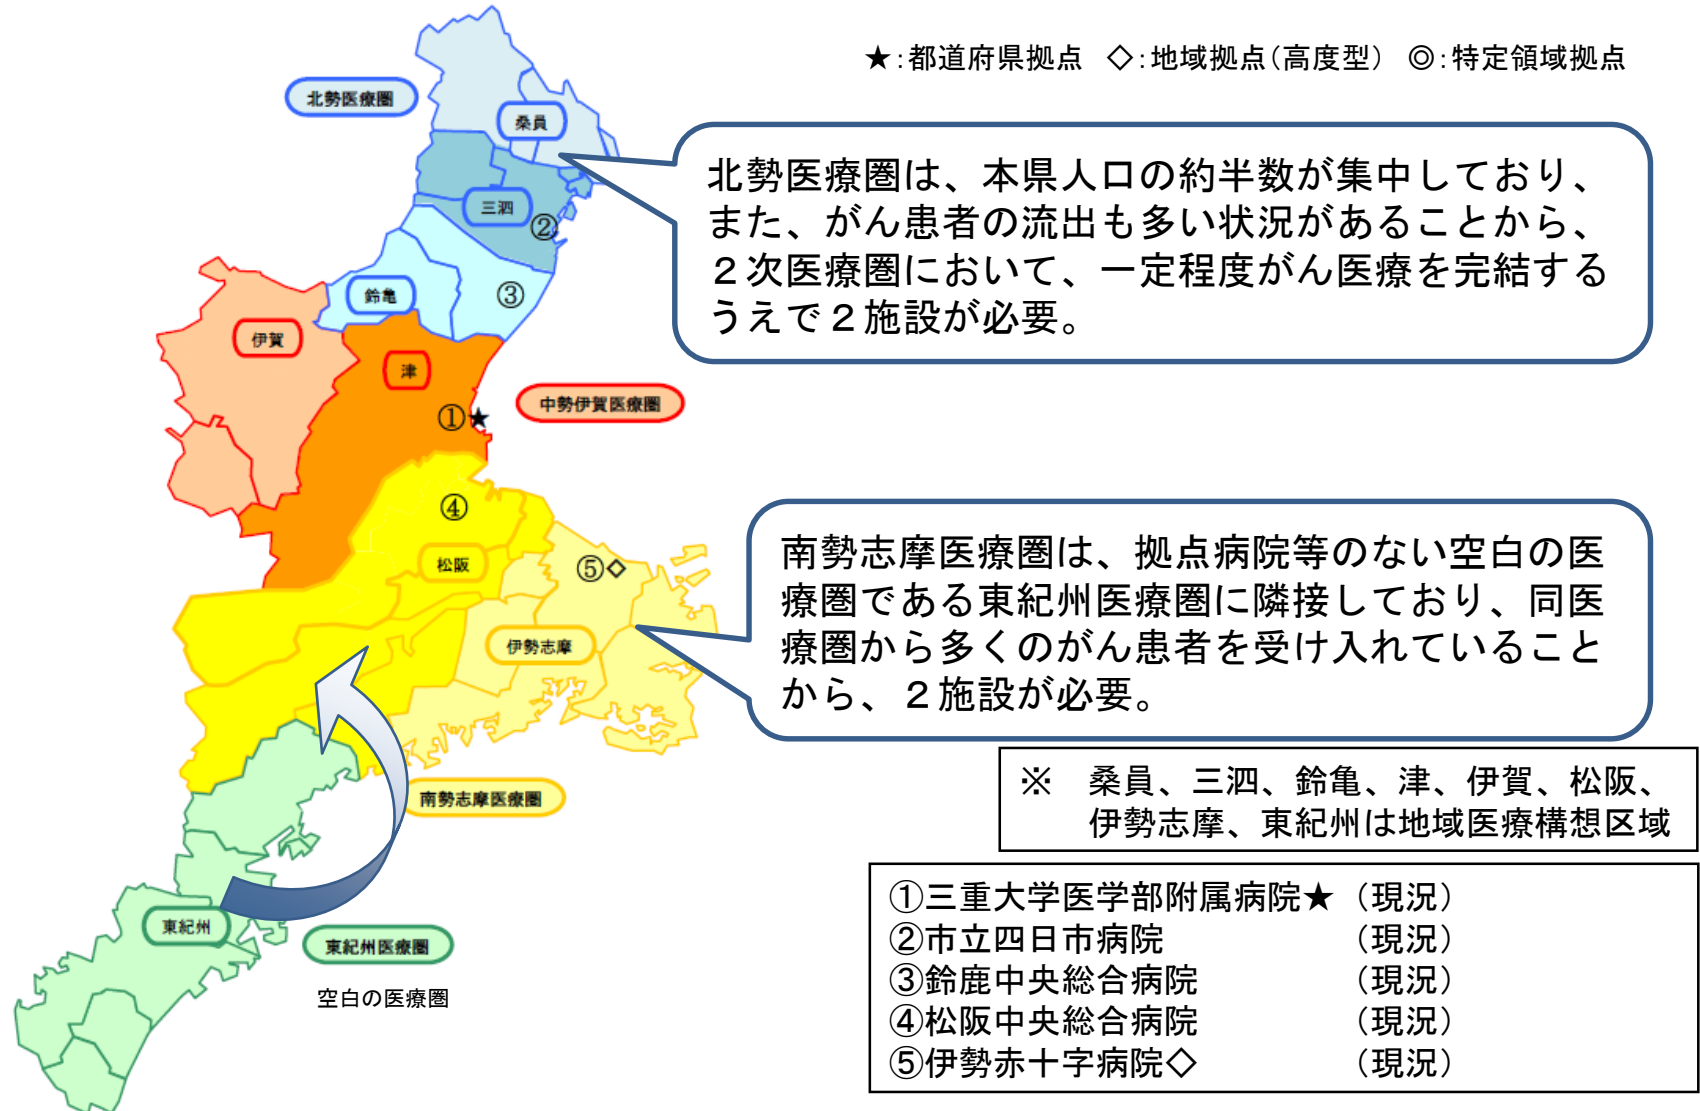 ★：都道府県拠点　◇：地域拠点（高度型）　◎：特定領域拠点
北勢医療圏
桑員
北勢医療圏は、本県人口の約半数が集中しており、
また、がん患者の流出も多い状況があることから、
２次医療圏において、一定程度がん医療を完結する
うえで２施設が必要。
三泗
②
鈴亀
③
伊賀
津
中勢伊賀医療圏
①★
④
松阪
⑤◇
伊勢志摩
南勢志摩医療圏は、拠点病院等のない空白の医
療圏である東紀州医療圏に隣接しており、同医
療圏から多くのがん患者を受け入れていること
から、２施設が必要。
南勢志摩医療圏
※　桑員、三泗、鈴亀、津、伊賀、松阪、
伊勢志摩、東紀州は地域医療構想区域
東紀州
東紀州医療圏
空白の医療圏
①三重大学医学部附属病院★（現況）
②市立四日市病院　（現況）
③鈴鹿中央総合病院　（現況）
④松阪中央総合病院　（現況）
⑤伊勢赤十字病院◇　（現況）